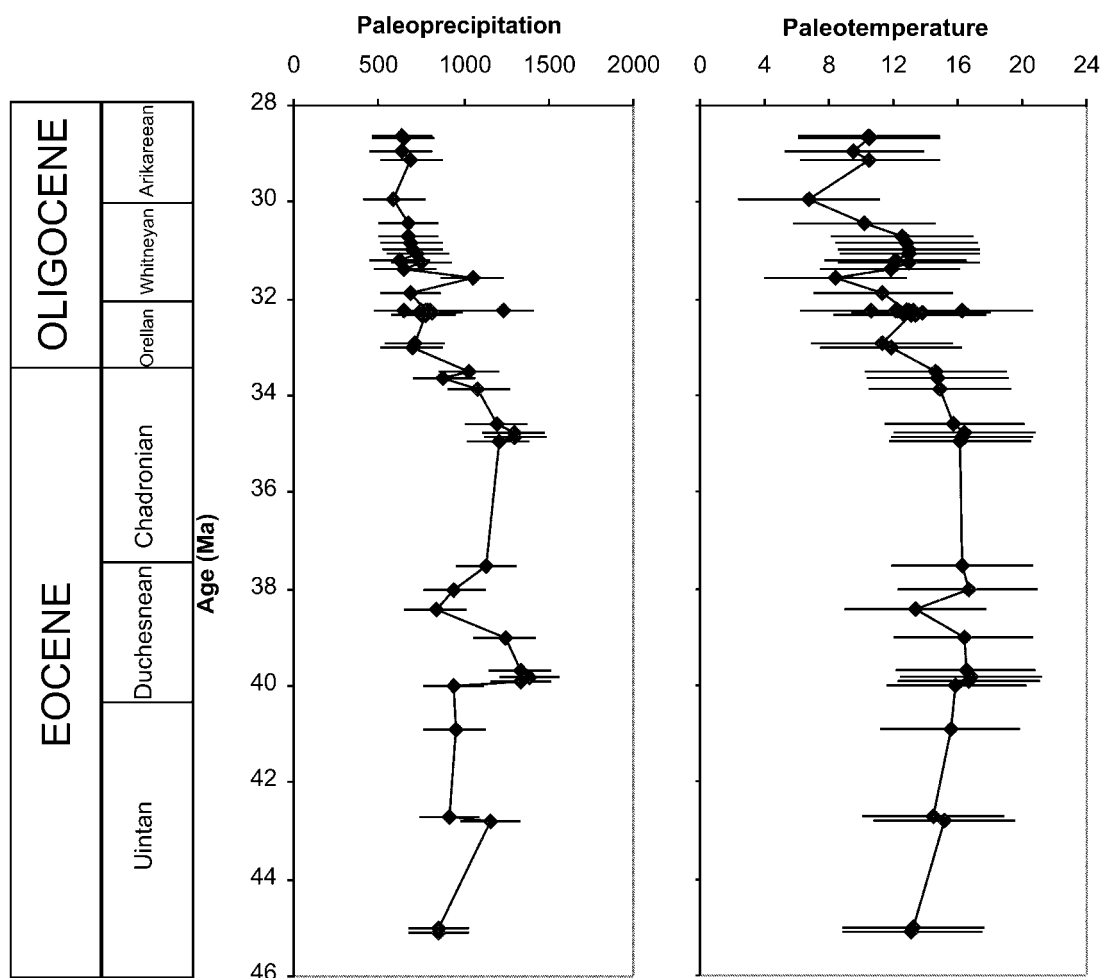 Paleoprecipitation
Paleotemperature
0 500 1000 1500 2000
0 4 8 12 16 20 24
28
30
32
34
36
38
40
42
44
46
Age (Ma)
OLIGOCENE
EOCENE
Arikareean
Whitneyan
Orellan
Chadronian
Duchesnean
Uintan